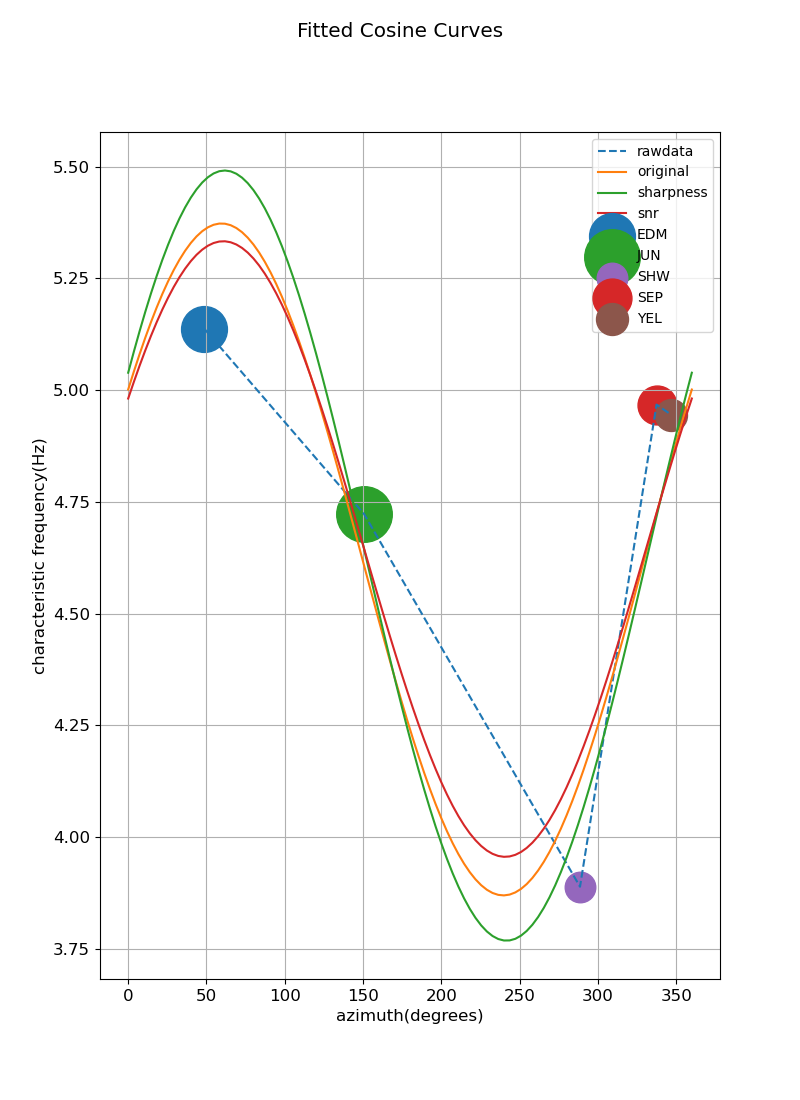 Fitted Cosine Curves
rawdata
original
sharpness
snr
EDM
JUN
SHW
SEP
YEL
5.50
5.25
5.00
4.75
4.50
4.25
4.00
3.75
characteristic frequency(Hz)
0 50 100 150 200 250 300 350
azimuth(degrees)